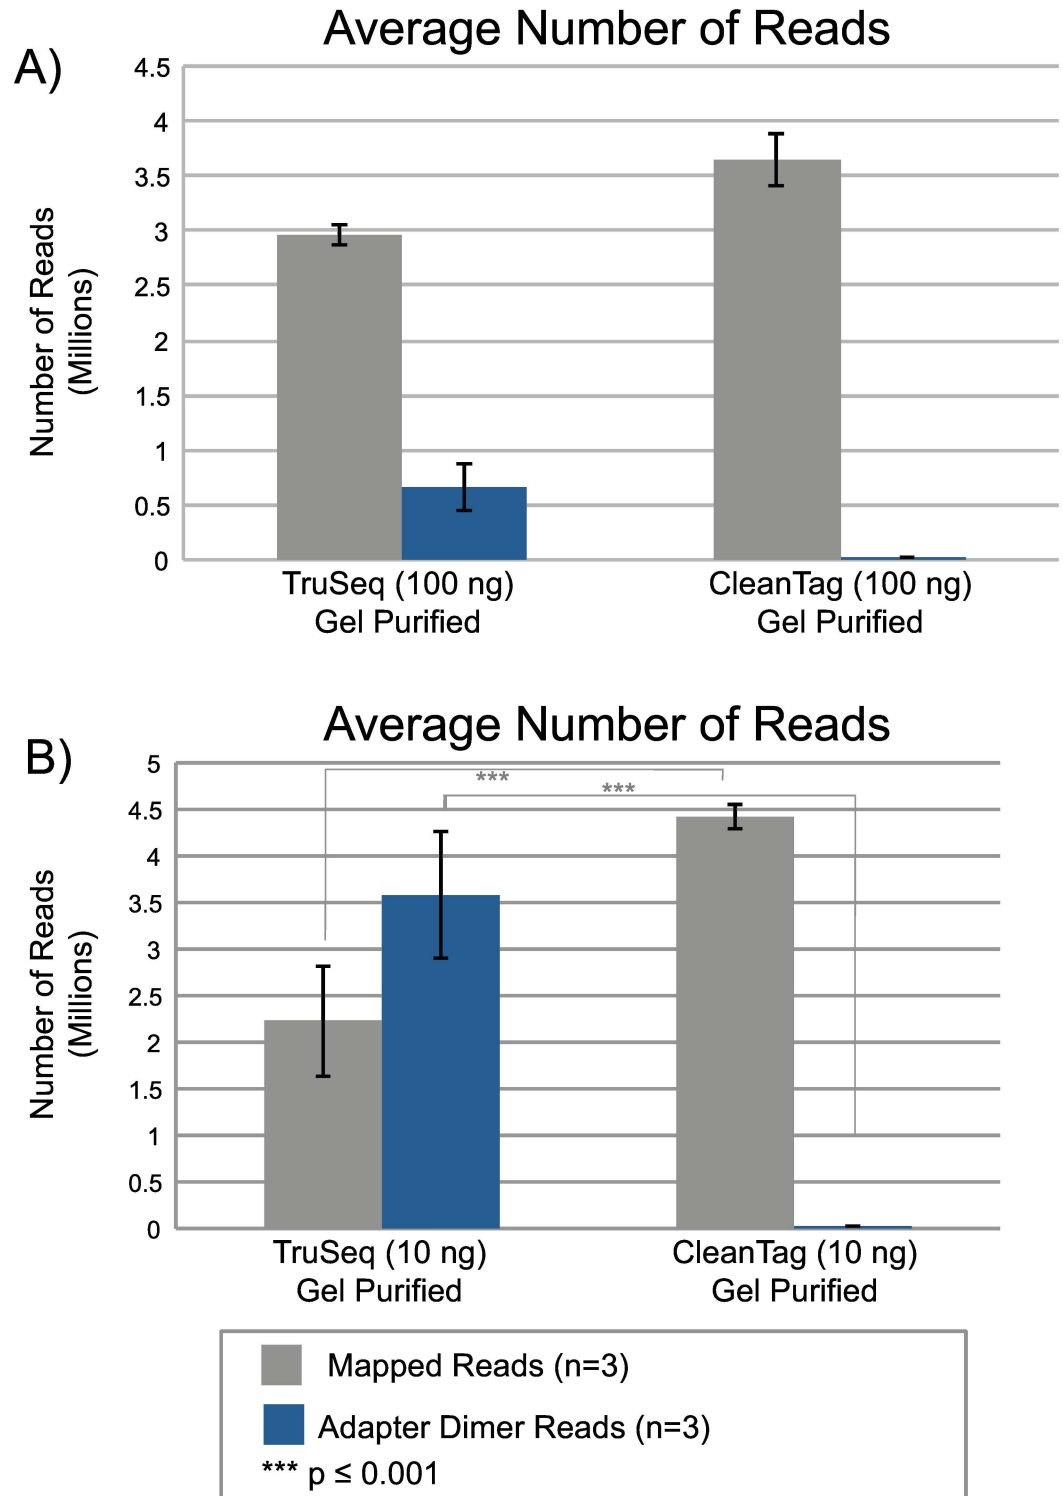 Average Number of Reads
A)
4.5
4
3.5
3
2.5
2
1.5
1
0.5
0
Number of Reads
(Millions)
TruSeq (100 ng)
Gel Purified
CleanTag (100 ng)
Gel Purified
Average Number of Reads
B)
5
4.5
4
3.5
3
2.5
2
1.5
1
0.5
0
***
***
Number of Reads
(Millions)
TruSeq (10 ng)
Gel Purified
CleanTag (10 ng)
Gel Purified
Mapped Reads (n=3)
Adapter Dimer Reads (n=3)
*** p ≤ 0.001